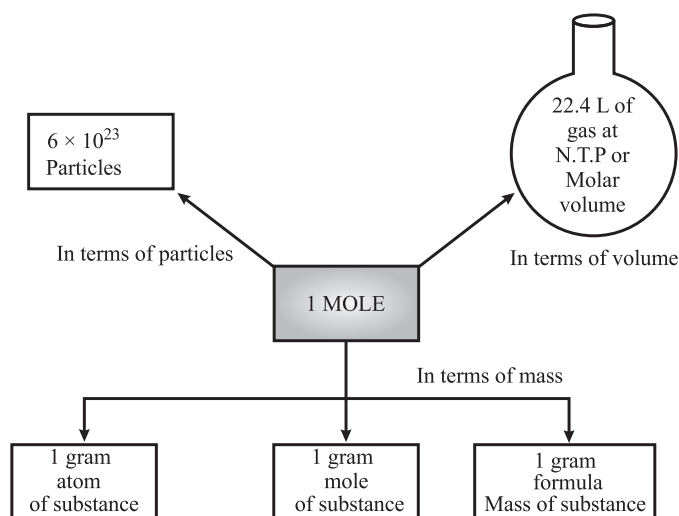 6 × 10²³
Particles
22.4 L of
gas at
N.T.P or
Molar
volume
In terms of particles
In terms of volume
1 MOLE
In terms of mass
1 gram
atom
of substance
1 gram
mole
of substance
1 gram
formula
Mass of substance